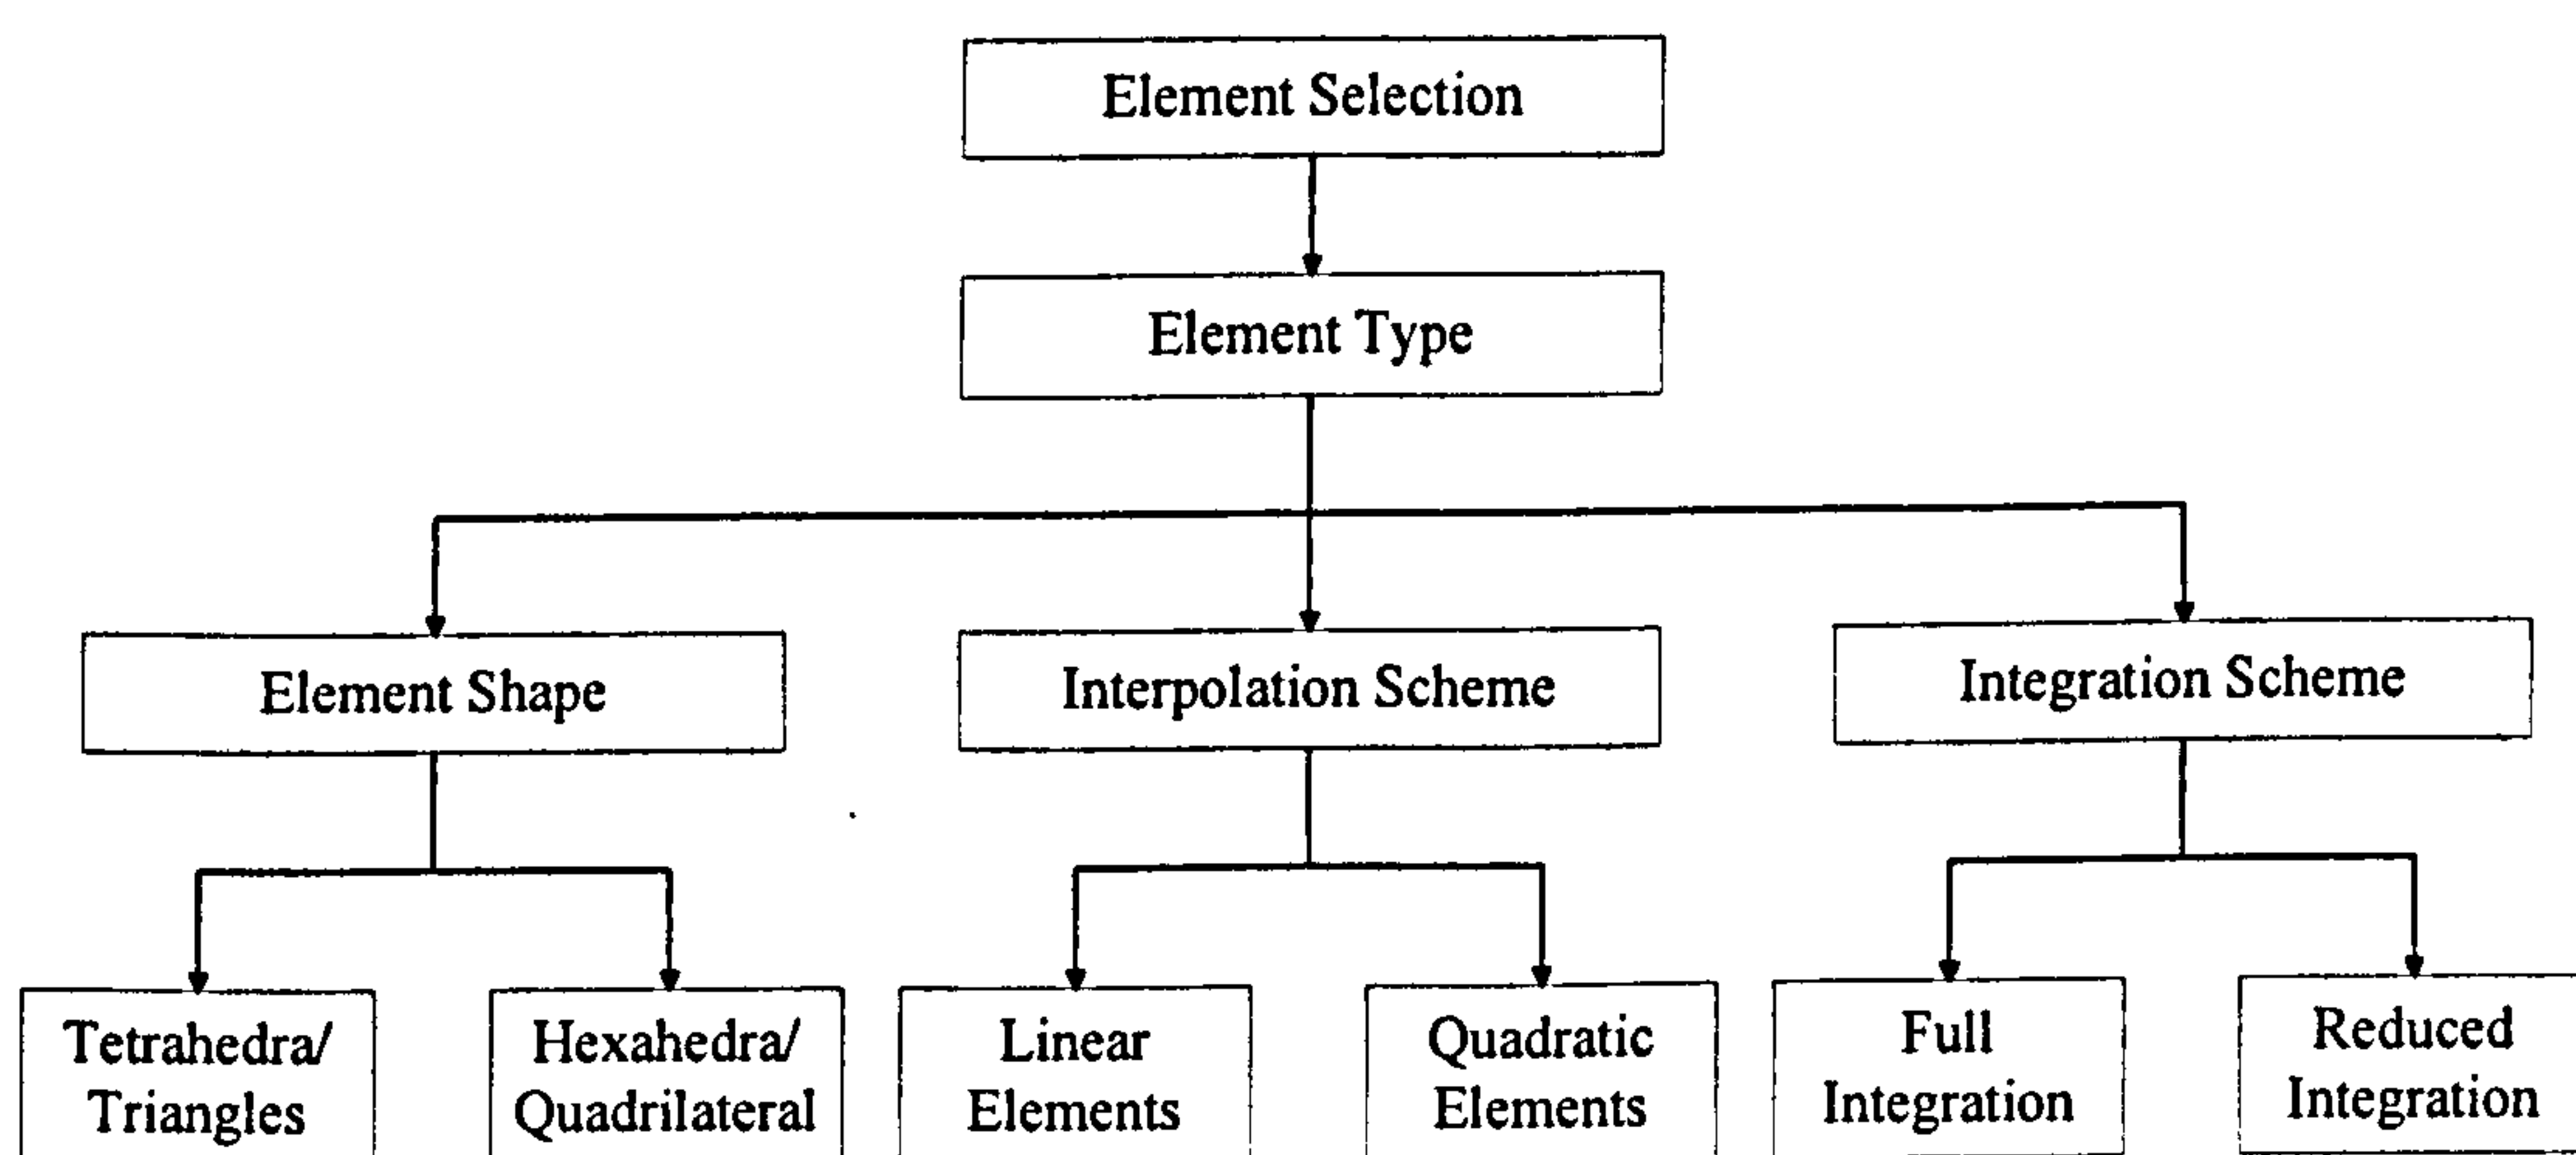 Element Selection
Element Type
Element Shape
Interpolation Scheme
Integration Scheme
Tetrahedra/
Triangles
Hexahedra/
Quadrilateral
Linear
Elements
Quadratic
Elements
Full
Integration
Reduced
Integration